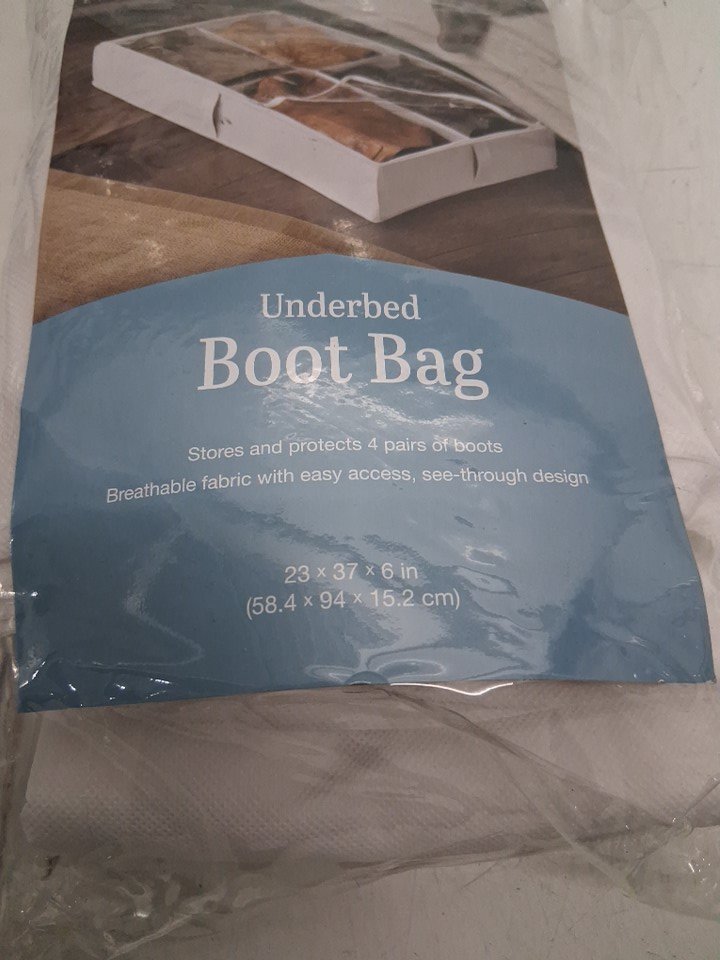 Underbed
Boot Bag
Stores and protects 4 pairs of boots
Breathable fabric with easy access, see-through design
23 × 37 × 6 in
(58.4 × 94 × 15.2 cm)